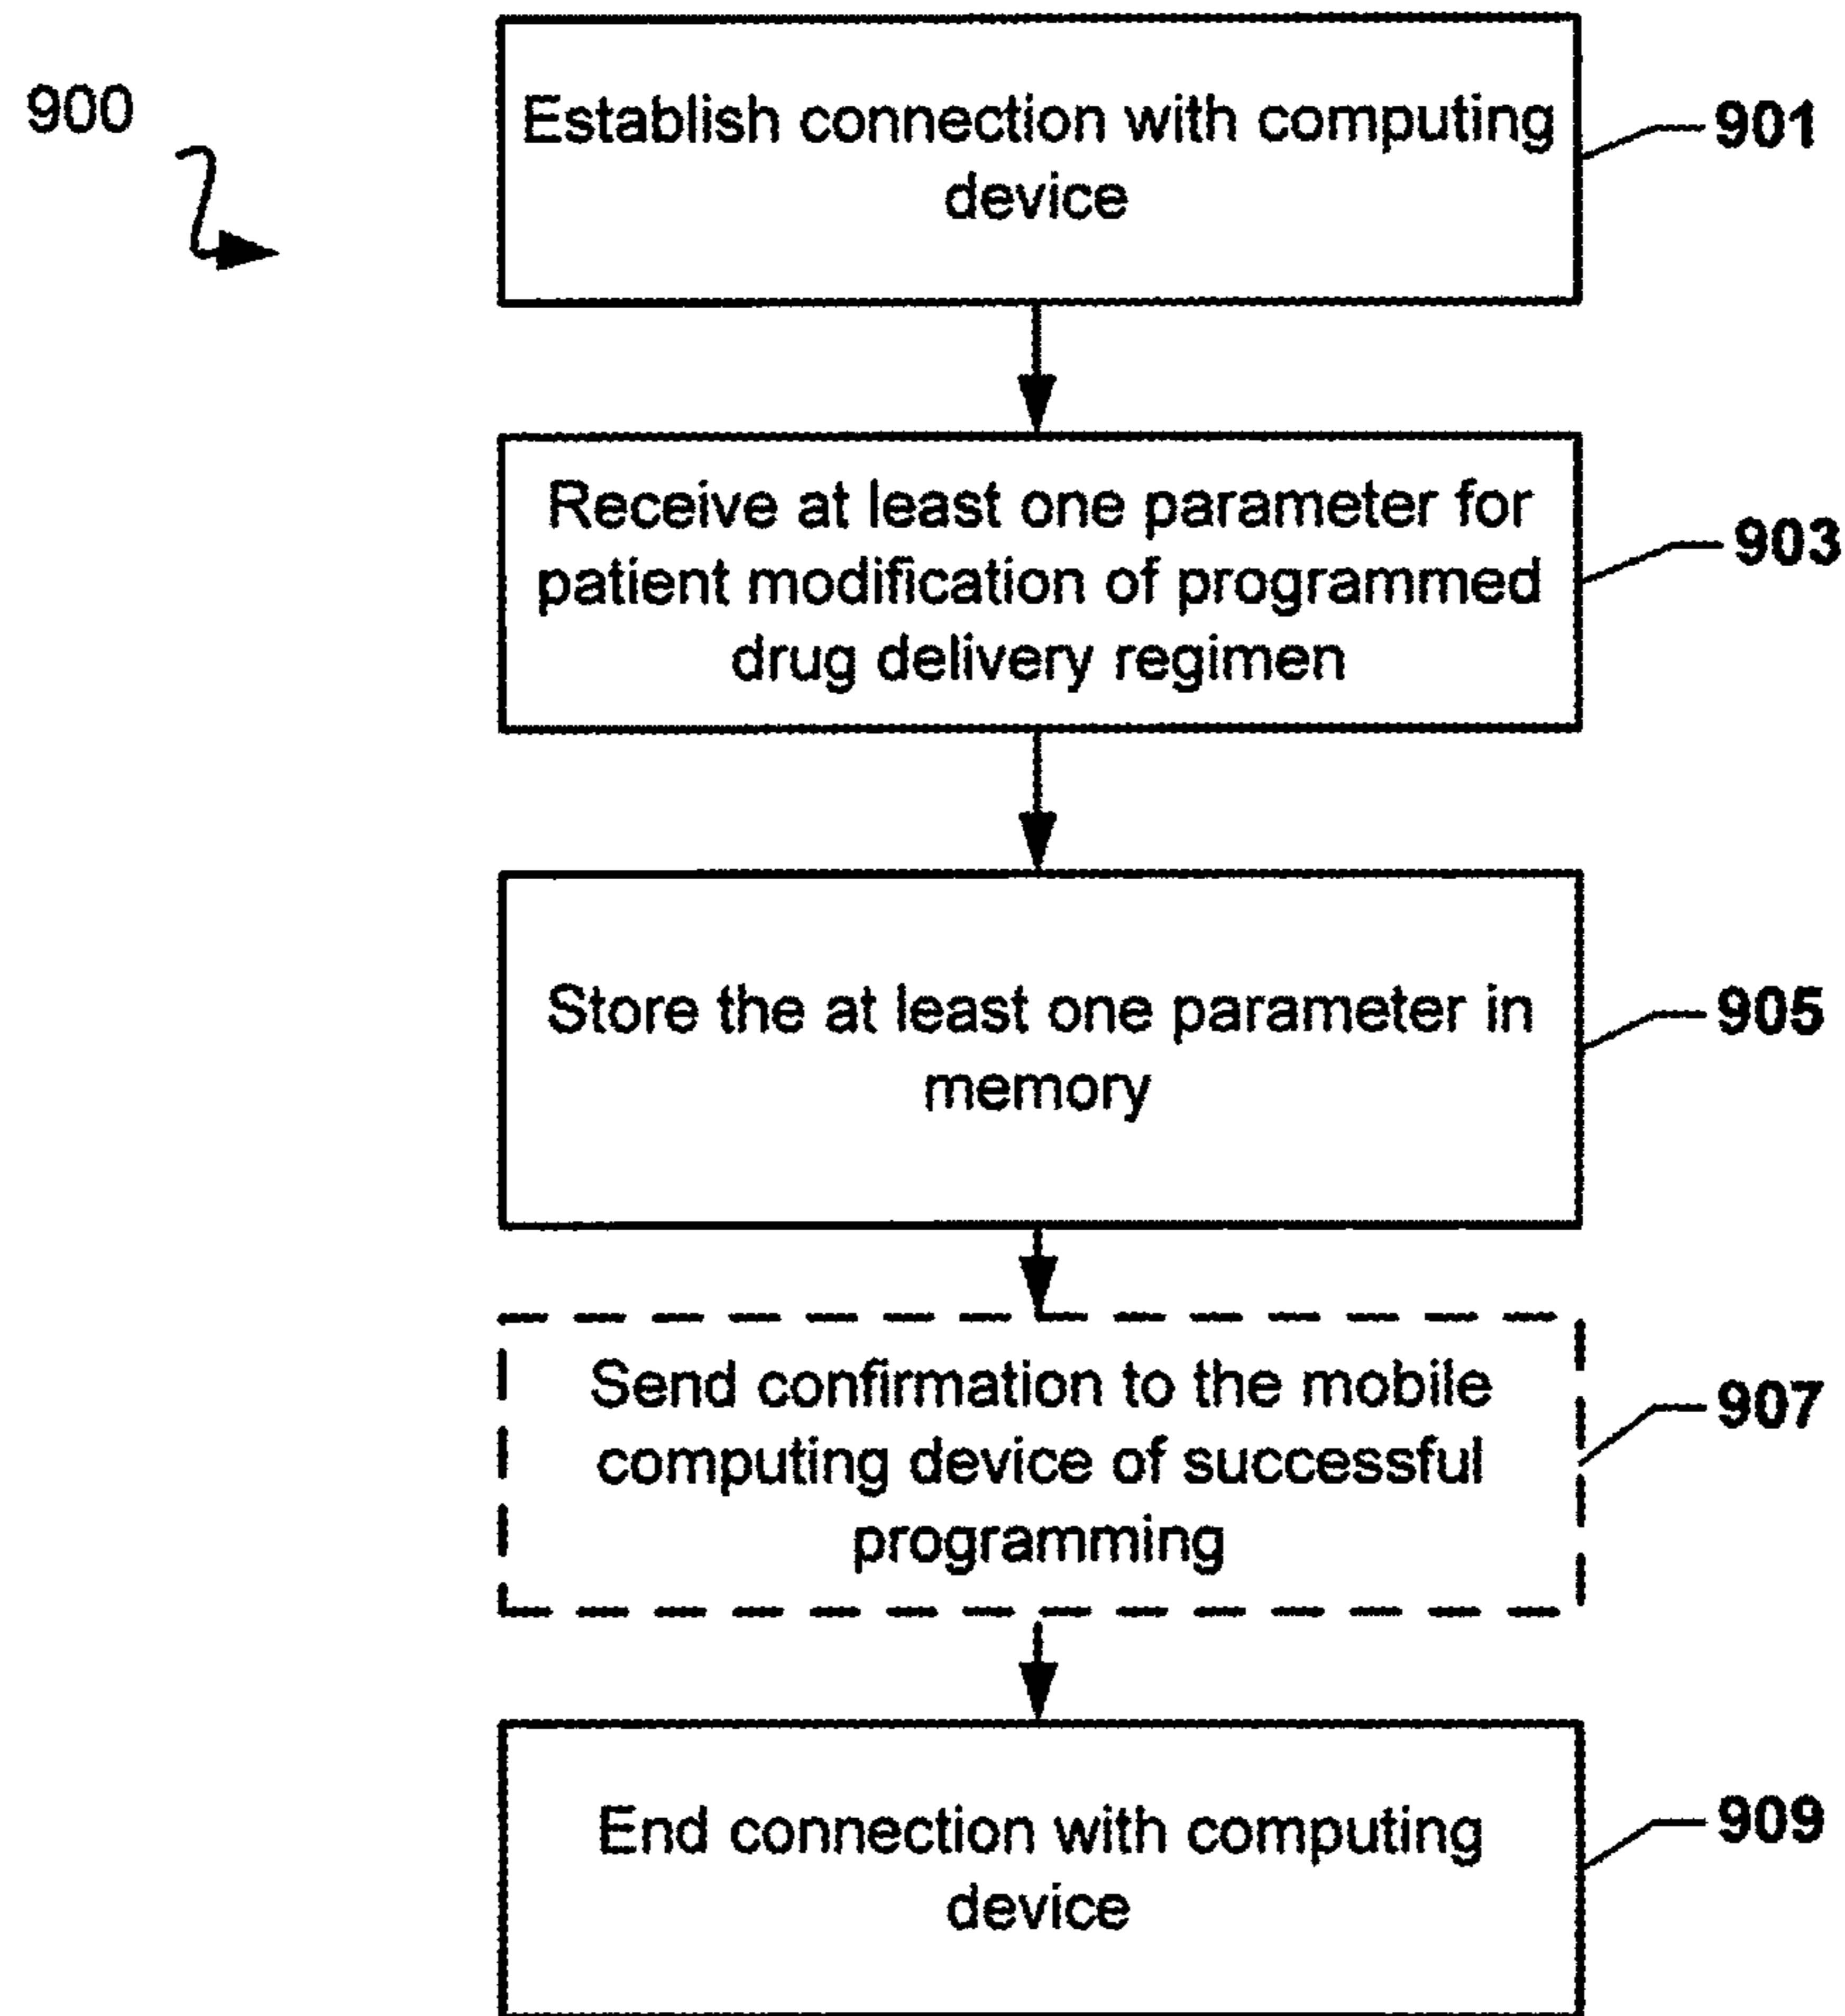 900
Establish connection with computing
device
901
Receive at least one parameter for
patient modification of programmed
drug delivery regimen
903
Store the at least one parameter in
memory
905
Send confirmation to the mobile
computing device of successful
programming
907
End connection with computing
device
909